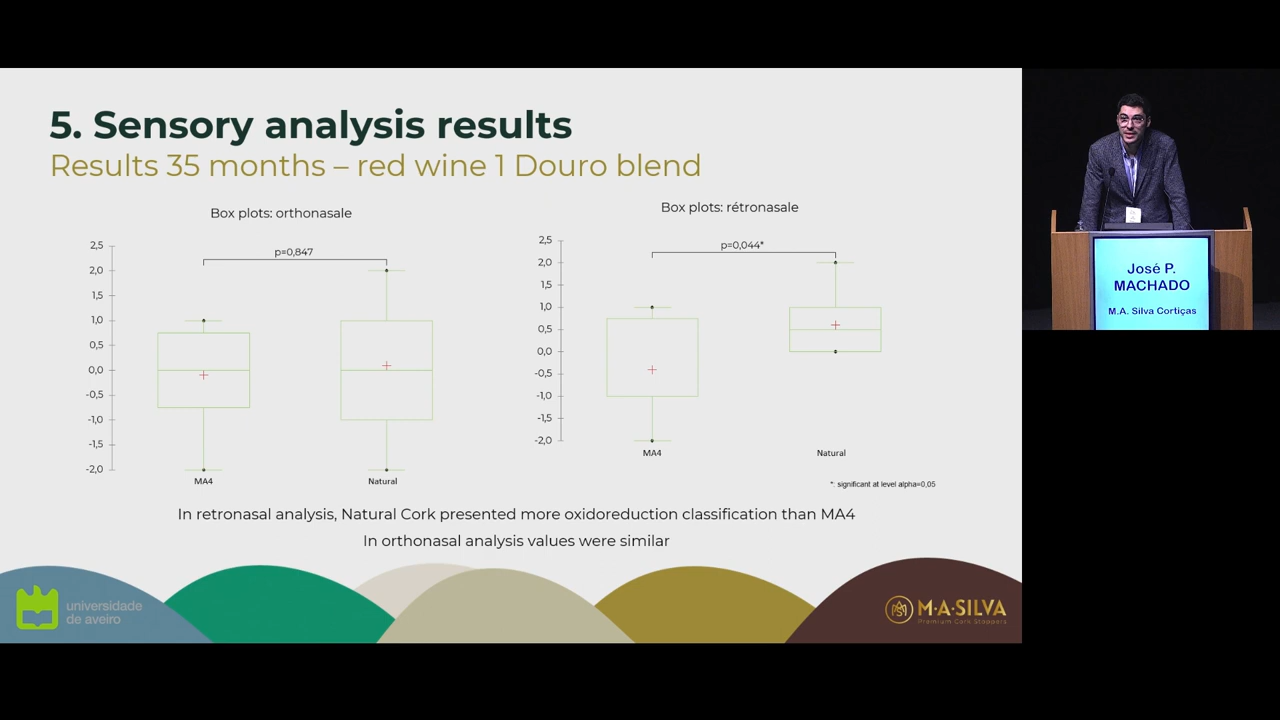 5. Sensory analysis results
Results 35 months – red wine 1 Douro blend
Box plots: orthonasale
2,5
2,0
1,5
1,0
0,5
0,0
-0,5
-1,0
-1,5
-2,0
p=0,847
MA4
Natural
Box plots: rétronasale
2,5
2,0
1,5
1,0
0,5
0,0
-0,5
-1,0
-1,5
-2,0
p=0,044*
MA4
Natural
*: significant at level alpha=0,05
In retronasal analysis, Natural Cork presented more oxidoreduction classification than MA4
In orthonasal analysis values were similar
universidade
de aveiro
M·A·SILVA
Premium Cork Stoppers
José P.
MACHADO
M.A. Silva Cortiças